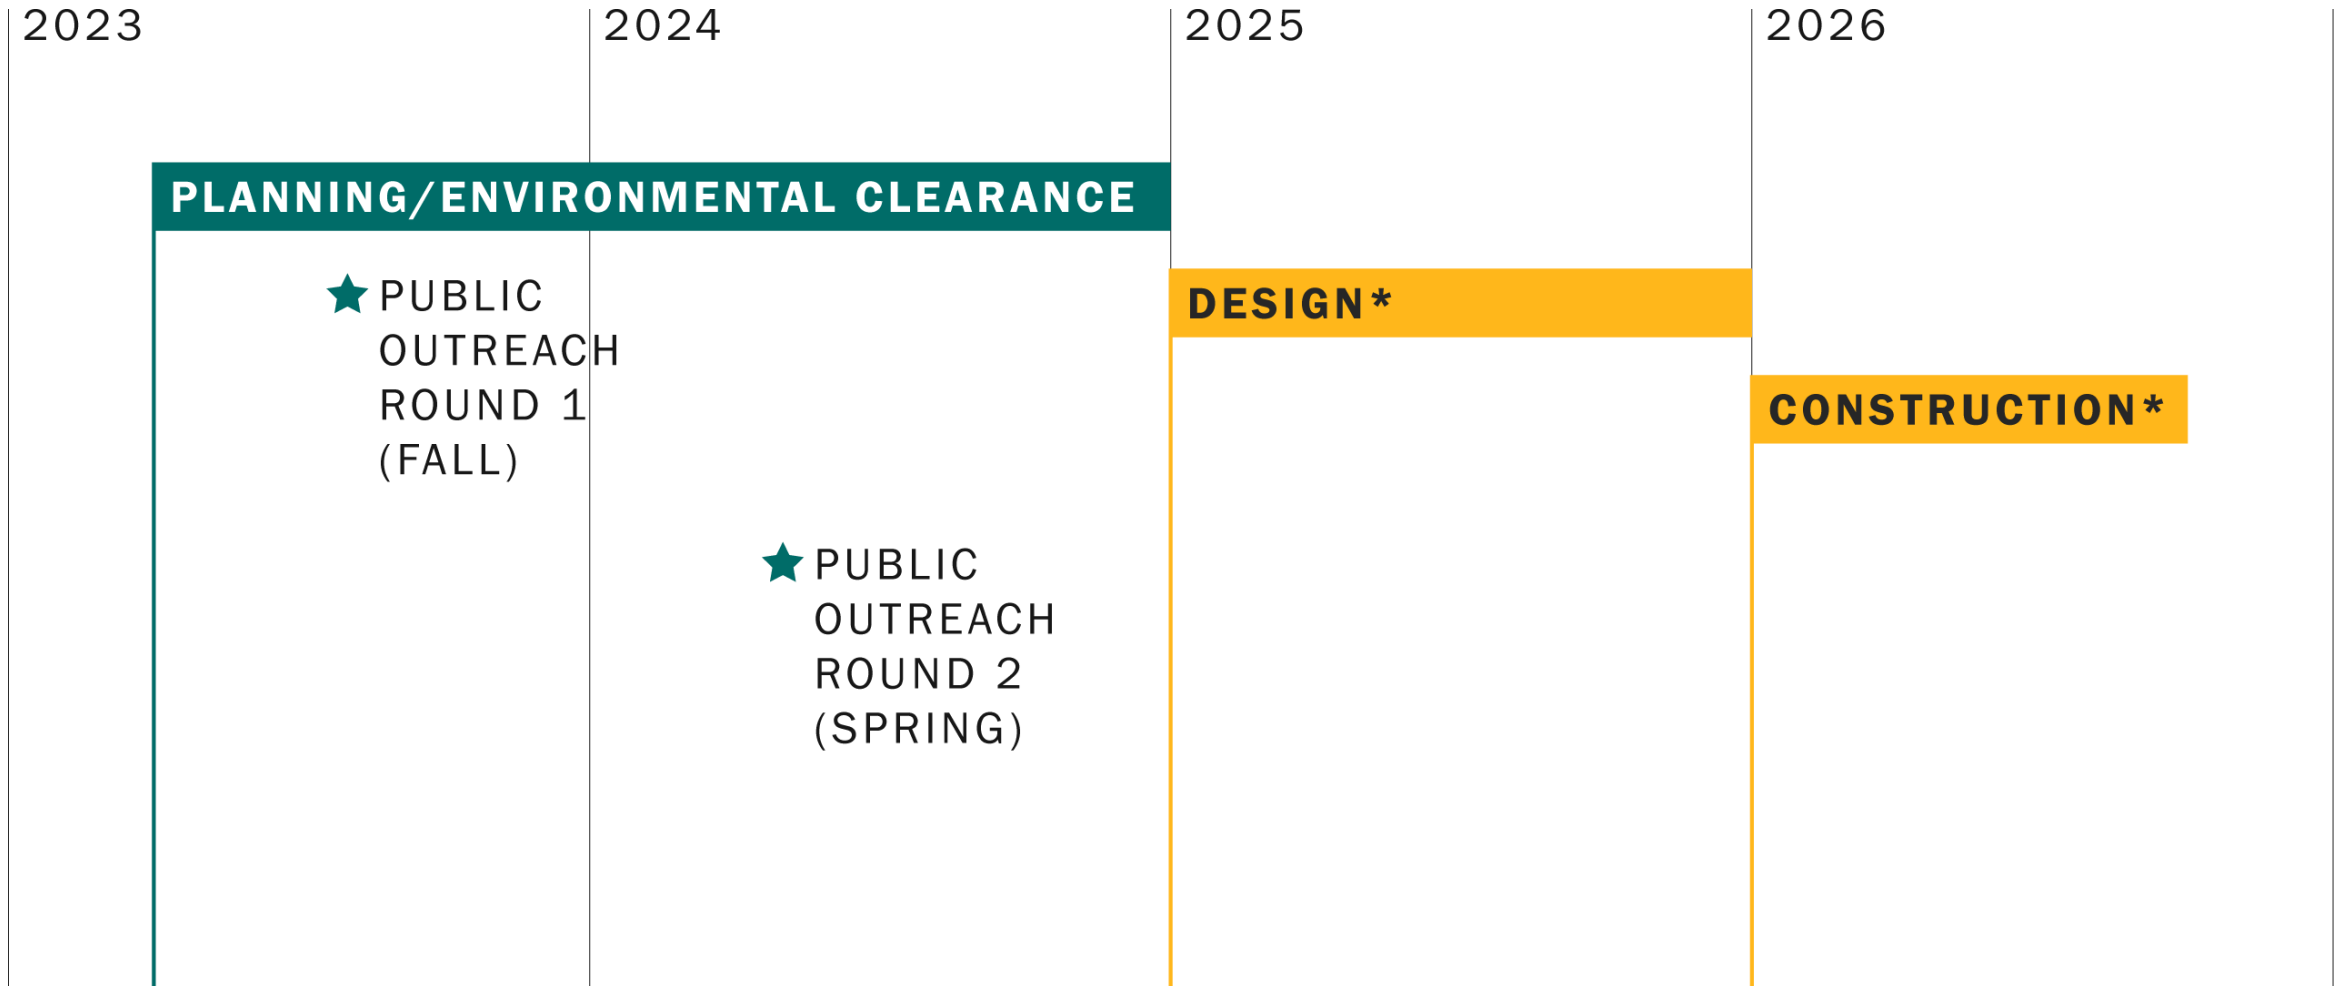 2023
2024
2025
2026
PLANNING/ENVIRONMENTAL CLEARANCE
PUBLIC
OUTREACH
ROUND 1
(FALL)
DESIGN*
CONSTRUCTION*
PUBLIC
OUTREACH
ROUND 2
(SPRING)